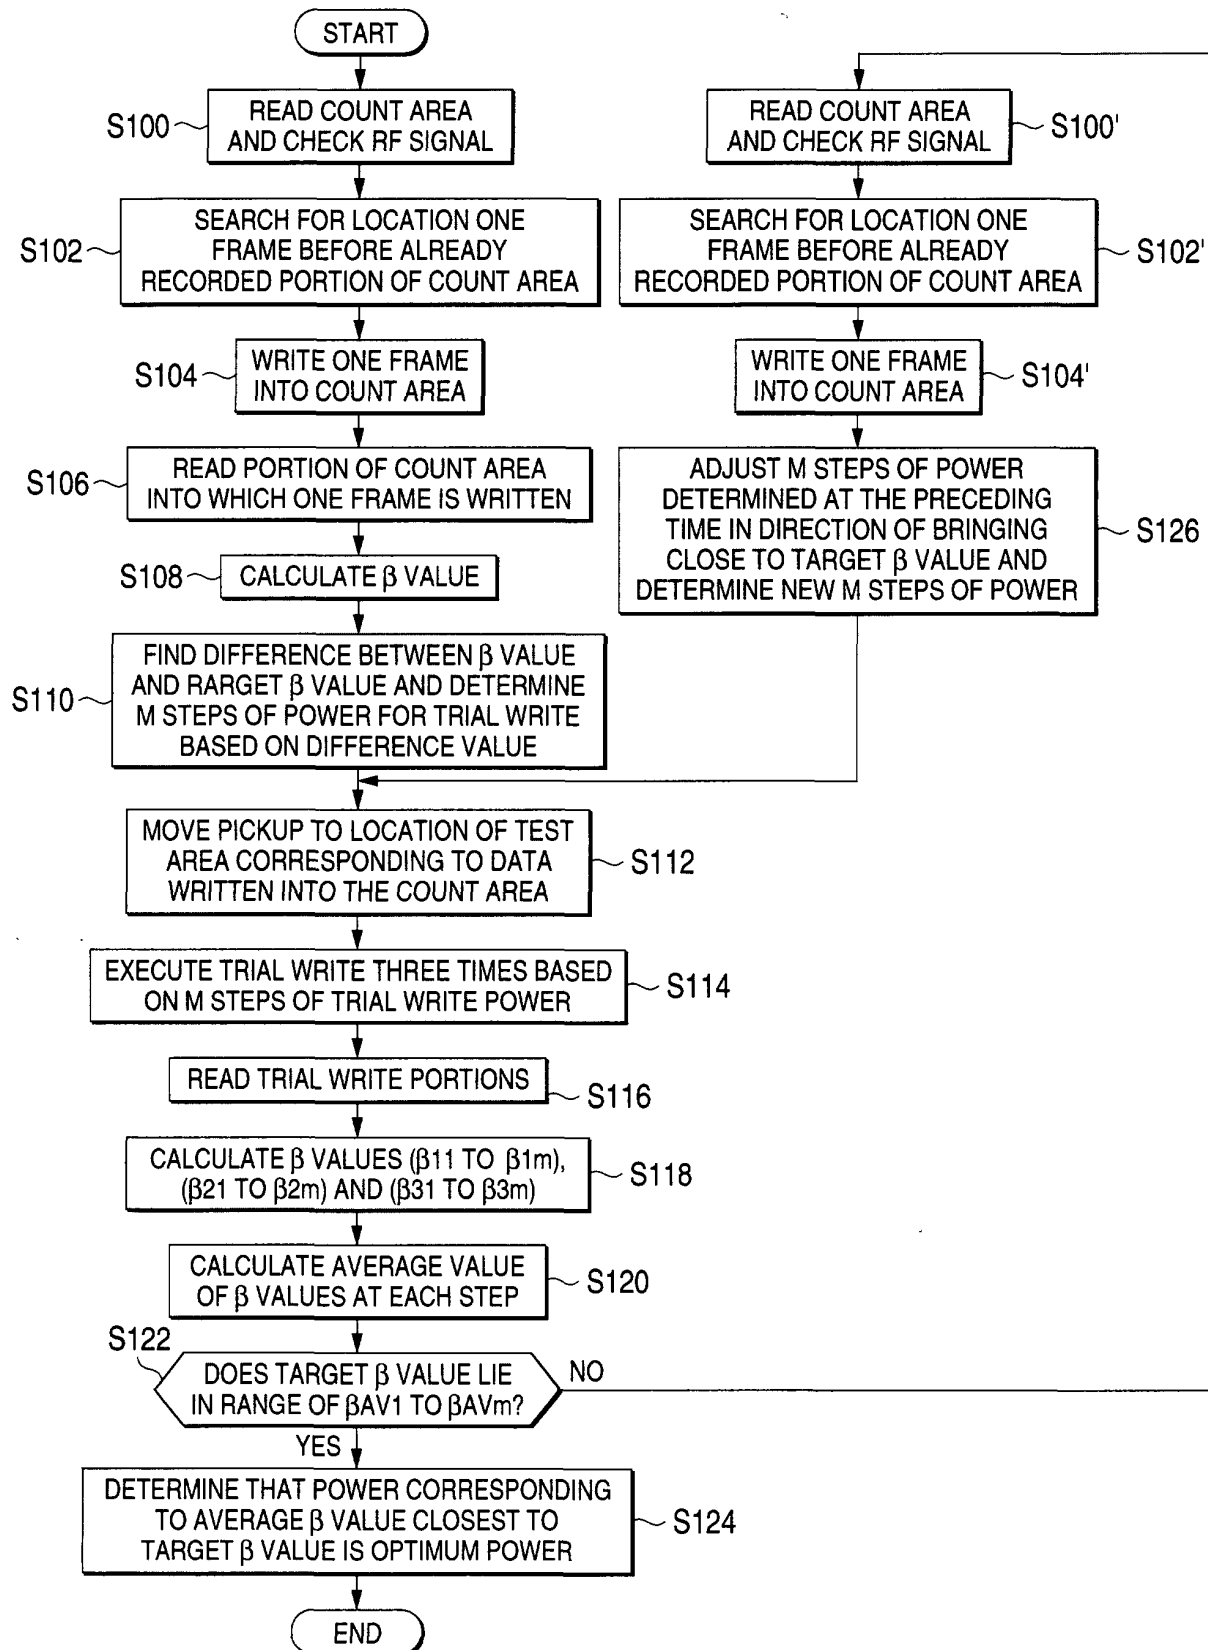 START
S100
READ COUNT AREA
AND CHECK RF SIGNAL
S102
SEARCH FOR LOCATION ONE
FRAME BEFORE ALREADY
RECORDED PORTION OF COUNT AREA
S104
WRITE ONE FRAME
INTO COUNT AREA
S106
READ PORTION OF COUNT AREA
INTO WHICH ONE FRAME IS WRITTEN
S108
CALCULATE β VALUE
S110
FIND DIFFERENCE BETWEEN β VALUE
AND RARGET β VALUE AND DETERMINE
M STEPS OF POWER FOR TRIAL WRITE
BASED ON DIFFERENCE VALUE
READ COUNT AREA
AND CHECK RF SIGNAL
S100'
SEARCH FOR LOCATION ONE
FRAME BEFORE ALREADY
RECORDED PORTION OF COUNT AREA
S102'
WRITE ONE FRAME
INTO COUNT AREA
S104'
ADJUST M STEPS OF POWER
DETERMINED AT THE PRECEDING
TIME IN DIRECTION OF BRINGING
CLOSE TO TARGET β VALUE AND
DETERMINE NEW M STEPS OF POWER
S126
MOVE PICKUP TO LOCATION OF TEST
AREA CORRESPONDING TO DATA
WRITTEN INTO THE COUNT AREA
S112
EXECUTE TRIAL WRITE THREE TIMES BASED
ON M STEPS OF TRIAL WRITE POWER
S114
READ TRIAL WRITE PORTIONS
S116
CALCULATE β VALUES (β11 TO β1m),
(β21 TO β2m) AND (β31 TO β3m)
S118
CALCULATE AVERAGE VALUE
OF β VALUES AT EACH STEP
S120
S122
DOES TARGET β VALUE LIE
IN RANGE OF βAV1 TO βAVm?
NO
YES
DETERMINE THAT POWER CORRESPONDING
TO AVERAGE β VALUE CLOSEST TO
TARGET β VALUE IS OPTIMUM POWER
S124
END